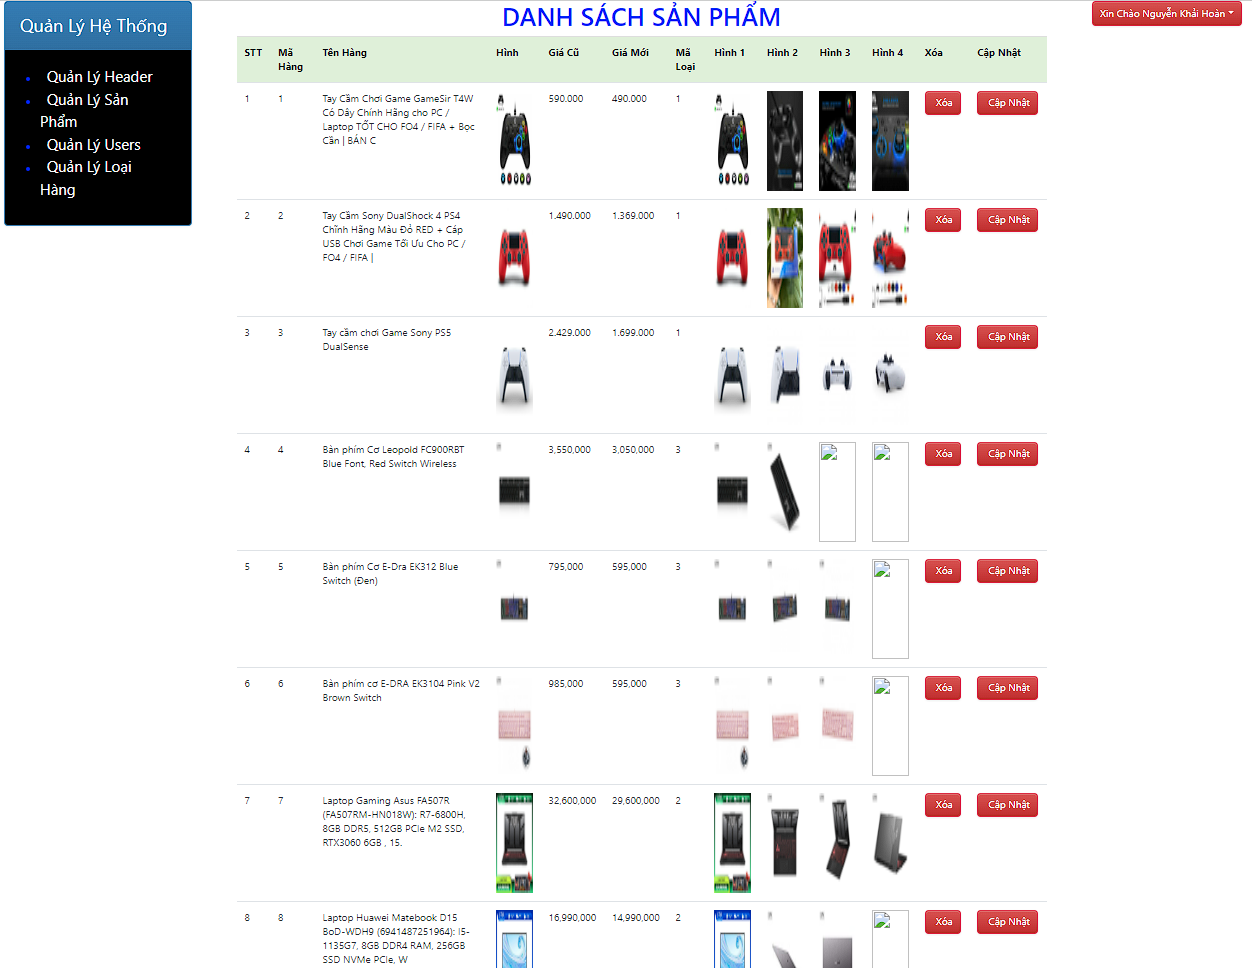 Quản Lý Hệ Thống
Quản Lý Header
Quản Lý Sản
Phẩm
Quản Lý Users
Quản Lý Loại
Hàng
DANH SÁCH SẢN PHẨM
Xin Chào Nguyễn Khải Hoàn
STT Mã Hàng Tên Hàng Hình Giá Cũ Giá Mới Mã Loại Hình 1 Hình 2 Hình 3 Hình 4 Xóa Cập Nhật
1 1 Tay Cầm Chơi Game GameSir T4W 590.000 490.000 1 Xóa Cập Nhật
Có Dây Chính Hãng cho PC /
Laptop TỐT CHO FO4 / FIFA + Bọc
Cần | BẢN C
2 2 Tay Cầm Sony DualShock 4 PS4 1.490.000 1.369.000 1 Xóa Cập Nhật
Chĩnh Hãng Màu Đỏ RED + Cáp
USB Chơi Game Tối Ưu Cho PC /
FO4 / FIFA |
3 3 Tay cầm chơi Game Sony PS5 2.429.000 1.699.000 1 Xóa Cập Nhật
DualSense
4 4 Bàn phím Cơ Leopold FC900RBT 3,550,000 3,050,000 3 Xóa Cập Nhật
Blue Font, Red Switch Wireless
5 5 Bàn phím Cơ E-Dra EK312 Blue 795,000 595,000 3 Xóa Cập Nhật
Switch (Đen)
6 6 Bàn phím cơ E-DRA EK3104 Pink V2 985,000 595,000 3 Xóa Cập Nhật
Brown Switch
7 7 Laptop Gaming Asus FA507R 32,600,000 29,600,000 2 Xóa Cập Nhật
(FA507RM-HN018W): R7-6800H,
8GB DDR5, 512GB PCIe M2 SSD,
RTX3060 6GB , 15.
8 8 Laptop Huawei Matebook D15 16,990,000 14,990,000 2 Xóa Cập Nhật
BoD-WDH9 (6941487251964): I5-
1135G7, 8GB DDR4 RAM, 256GB
SSD NVMe PCIe, W